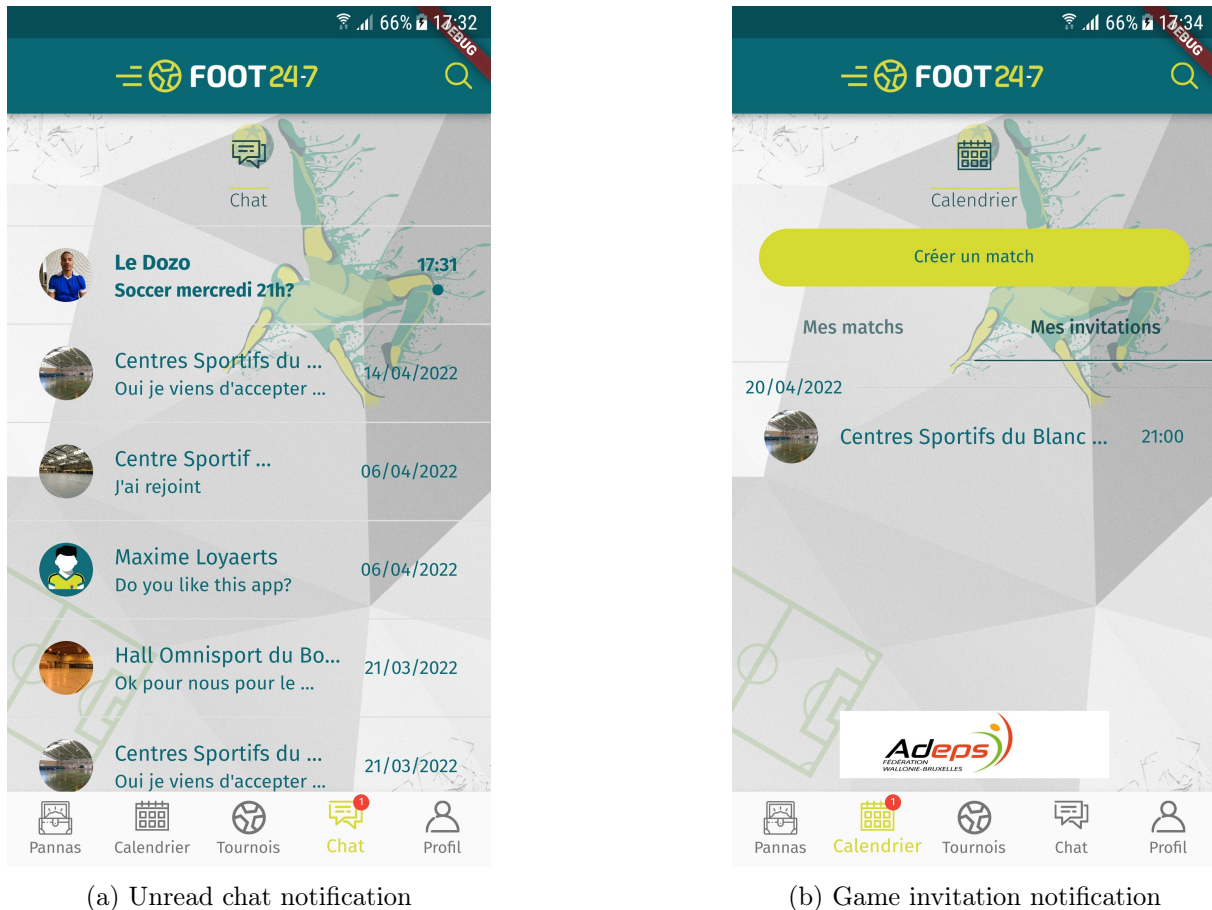 66% 17:32
DEBUG
FOOT24-7
Chat
Le Dozo
17:31
Soccer mercredi 21h?
Centres Sportifs du ...
14/04/2022
Oui je viens d'accepter ...
Centre Sportif ...
06/04/2022
J'ai rejoint
Maxime Loyaerts
06/04/2022
Do you like this app?
Hall Omnisport du Bo...
21/03/2022
Ok pour nous pour le ...
Centres Sportifs du ...
21/03/2022
Oui je viens d'accepter ...
1
Pannas Calendrier Tournois Chat Profil
(a) Unread chat notification
66% 17:34
DEBUG
FOOT24-7
Calendrier
Créer un match
Mes matchs Mes invitations
20/04/2022
Centres Sportifs du Blanc ... 21:00
Adeps
FÉDÉRATION
WALLONIE-BRUXELLES
1
Pannas Calendrier Tournois Chat Profil
(b) Game invitation notification